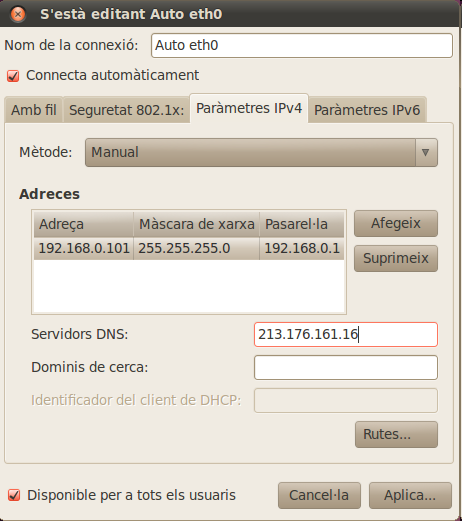 S'està editant Auto eth0
Nom de la connexió: Auto eth0
Connecta automàticament
Amb fil Seguretat 802.1x: Paràmetres IPv4 Paràmetres IPv6
Mètode: Manual
Adreces
Adreça Màscara de xarxa Pasarel·la Afegeix
192.168.0.101 255.255.255.0 192.168.0.1
Suprimeix
Servidors DNS: 213.176.161.16
Dominis de cerca:
Identificador del client de DHCP:
Rutes...
Disponible per a tots els usuaris Cancel·la Aplica...